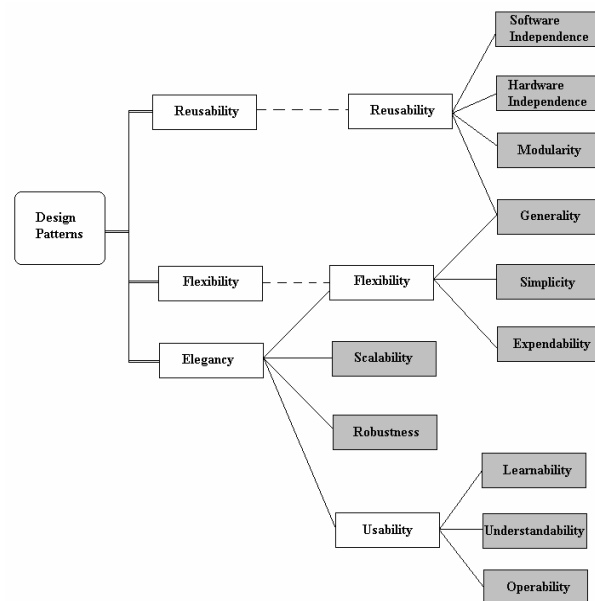 Software
Independence
Hardware
Independence
Reusability
Reusability
Modularity
Design
Patterns
Generality
Flexibility
Flexibility
Simplicity
Elegancy
Scalability
Expendability
Robustness
Learnability
Usability
Understandability
Operability